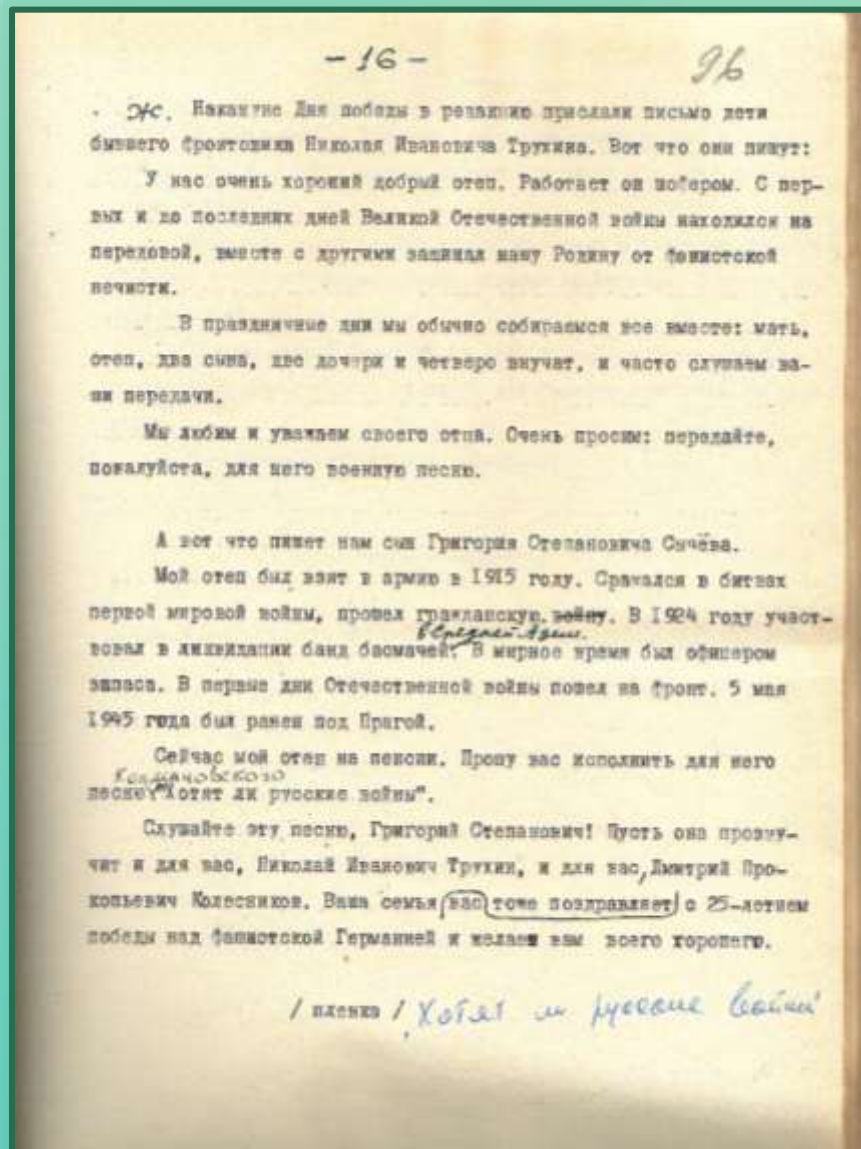 - 16 -
96
Ж. Накануне Дня победы в редакцию прислали письмо дети
бывшего фронтовика Николая Ивановича Трухина. Вот что они пишут:
У нас очень хороший добрый отец. Работает он шофером. С пер-
вых и до последних дней Великой Отечественной войны находился на
передовой, вместе с другими защищал нашу Родину от фашистской
нечисти.
В праздничные дни мы обычно собираемся все вместе: мать,
отец, два сына, две дочери и четверо внучат, и часто слушаем ва-
ши передачи.
Мы любим и уважаем своего отца. Очень просим: передайте,
пожалуйста, для него военную песню.
А вот что пишет нам сын Григория Степановича Сычёва.
Мой отец был взят в армию в 1915 году. Сражался в битвах
первой мировой войны, прошел гражданскую войну. В 1924 году участ-
в Средней Азии.
вовал в ликвидации банд басмачей. В мирное время был офицером
запаса. В первые дни Отечественной войны пошел на фронт. 5 мая
1945 года был ранен под Прагой.
Сейчас мой отец на пенсии. Прошу вас исполнить для него
Колмановского
песню "Хотят ли русские войны".
Слушайте эту песню, Григорий Степанович! Пусть она прозву-
чит и для вас, Николай Иванович Трухин, и для вас, Дмитрий Про-
копьевич Колесников. Ваша семья вас тоже поздравляет с 25-летием
победы над фашистской Германией и желает вам всего хорошего.
/ пленка / Хотят ли русские войны